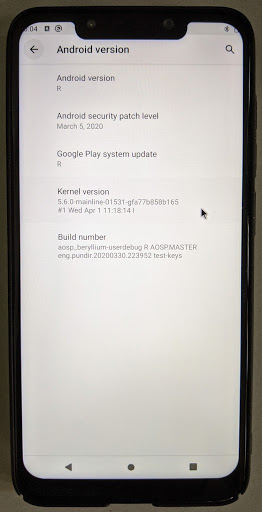 :04
Android version
Android version
R
Android security patch level
March 5, 2020
Google Play system update
R
Kernel version
5.6.0-mainline-01531-gfa77b858b165
#1 Wed Apr 1 11:18:14 I
Build number
aosp_beryllium-userdebug R AOSP.MASTER
eng.pundir.20200330.223952 test-keys